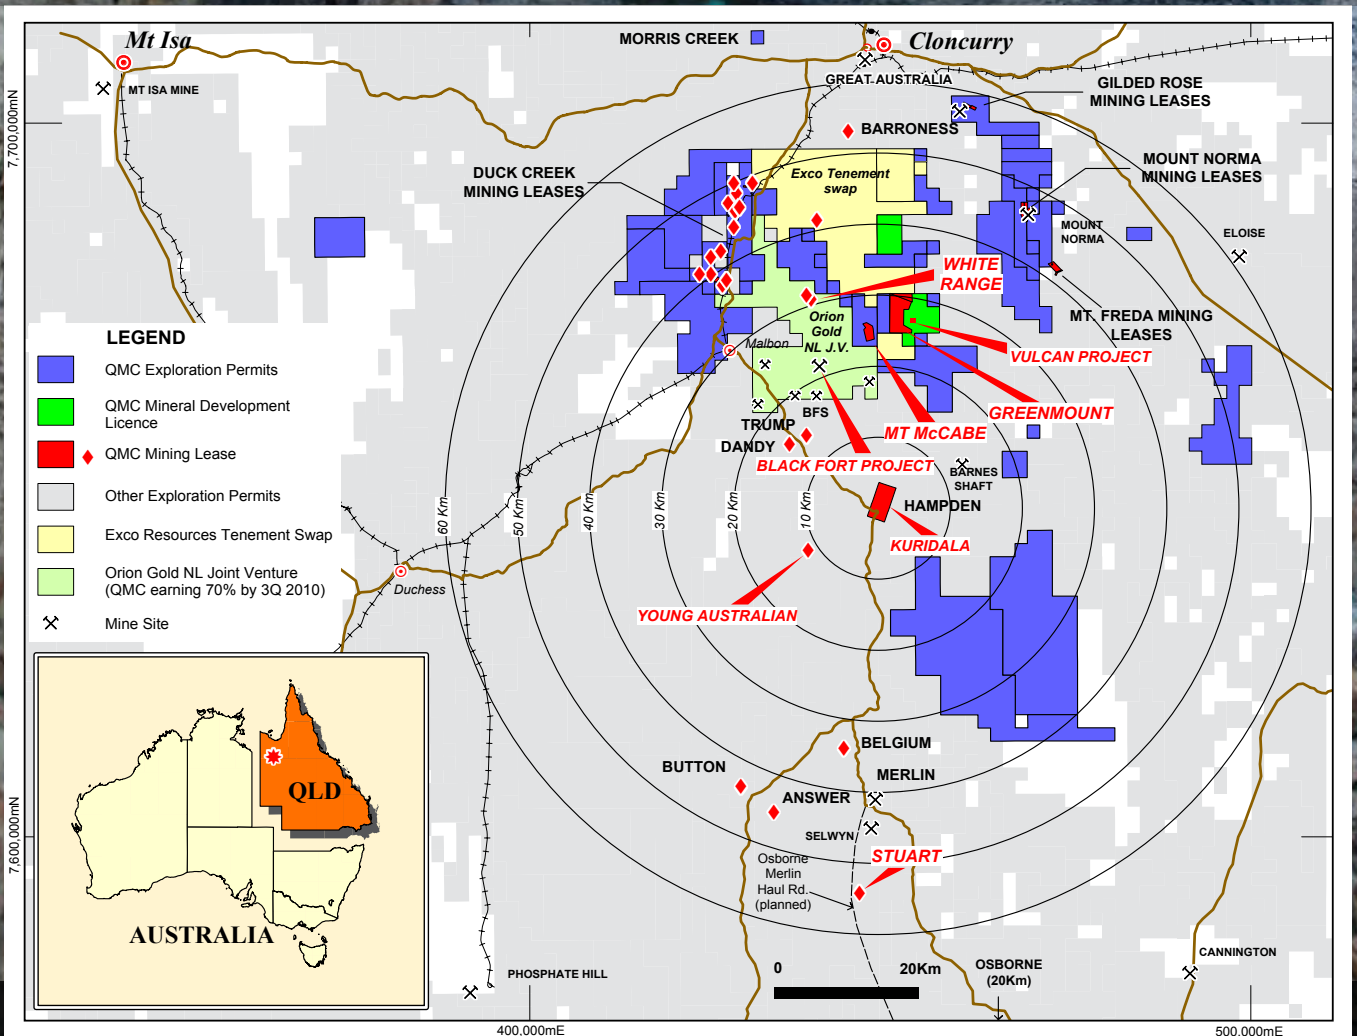 Mt Isa
MORRIS CREEK
Cloncurry
MT ISA MINE
GREAT AUSTRALIA
GILDED ROSE
MINING LEASES
7,700,000mN
BARRONESS
DUCK CREEK
MINING LEASES
Exco Tenement
swap
MOUNT NORMA
MINING LEASES
MOUNT
NORMA
ELOISE
WHITE
RANGE
Orion
Gold
NL J.V.
MT. FREDA MINING
LEASES
Malbon
VULCAN PROJECT
GREENMOUNT
BFS
TRUMP
DANDY
MT McCABE
BLACK FORT PROJECT
BARNES
SHAFT
60 Km
50 Km
40 Km
30 Km
20 Km
10 Km
HAMPDEN
KURIDALA
Duchess
YOUNG AUSTRALIAN
LEGEND
QMC Exploration Permits
QMC Mineral Development
Licence
QMC Mining Lease
Other Exploration Permits
Exco Resources Tenement Swap
Orion Gold NL Joint Venture
(QMC earning 70% by 3Q 2010)
Mine Site
QLD
AUSTRALIA
BELGIUM
BUTTON
MERLIN
ANSWER
SELWYN
7,600,000mN
STUART
Osborne
Merlin
Haul Rd.
(planned)
PHOSPHATE HILL
0 20Km
OSBORNE
(20Km)
CANNINGTON
400,000mE
500,000mE